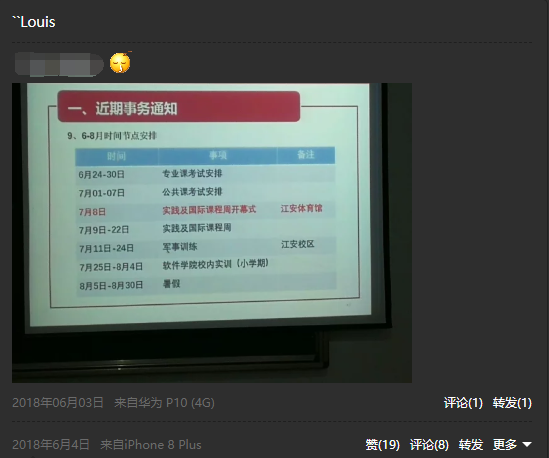 ``Louis
一、近期事务通知
9、6-8月时间节点安排
时间 事项 备注
6月24-30日 专业课考试安排
7月01-07日 公共课考试安排
7月8日 实践及国际课程周开幕式 江安体育馆
7月9日-22日 实践及国际课程周
7月11日-24日 军事训练 江安校区
7月25日-8月4日 软件学院校内实训（小学期）
8月5日-8月30日 暑假
2018年06月03日 来自华为 P10 (4G) 评论(1) 转发(1)
2018年6月4日 来自iPhone 8 Plus 赞(19) 评论(8) 转发 更多